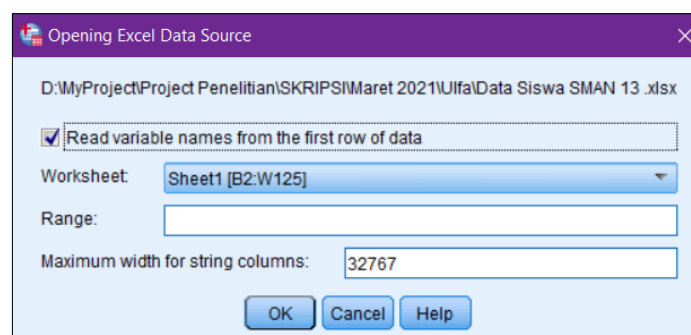 Opening Excel Data Source
D:\MyProject\Project Penelitian\SKRIPSI\Maret 2021\Ulfa\Data Siswa SMAN 13 .xlsx
Read variable names from the first row of data
Worksheet: Sheet1 [B2:W125]
Range:
Maximum width for string columns: 32767
OK Cancel Help